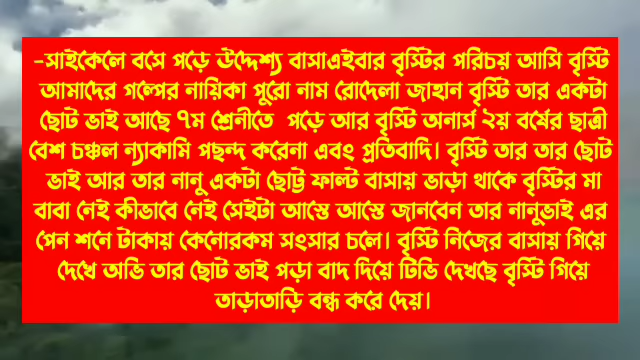 -সাইকেলে বসে পড়ে উদ্দেশ্য বাসাএইবার বৃস্টির পরিচয় আসি বৃস্টি
আমাদের গল্পের নায়িকা পুরো নাম রোদেলা জাহান বৃস্টি তার একটা
ছোট ভাই আছে ৭ম শ্রেনীতে পড়ে আর বৃস্টি অনার্স ২য় বর্ষের ছাত্রী
বেশ চঞ্চল ন্যাকামি পছন্দ করেনা এবং প্রতিবাদি। বৃস্টি তার তার ছোট
ভাই আর তার নানু একটা ছোট্ট ফাল্ট বাসায় ভাড়া থাকে বৃস্টির মা
বাবা নেই কীভাবে নেই সেইটা আস্তে আস্তে জানবেন তার নানুভাই এর
পেন শনে টাকায় কেনোরকম সংসার চলে। বৃস্টি নিজের বাসায় গিয়ে
দেখে অভি তার ছোট ভাই পড়া বাদ দিয়ে টিভি দেখছে বৃস্টি গিয়ে
তাড়াতাড়ি বন্ধ করে দেয়।